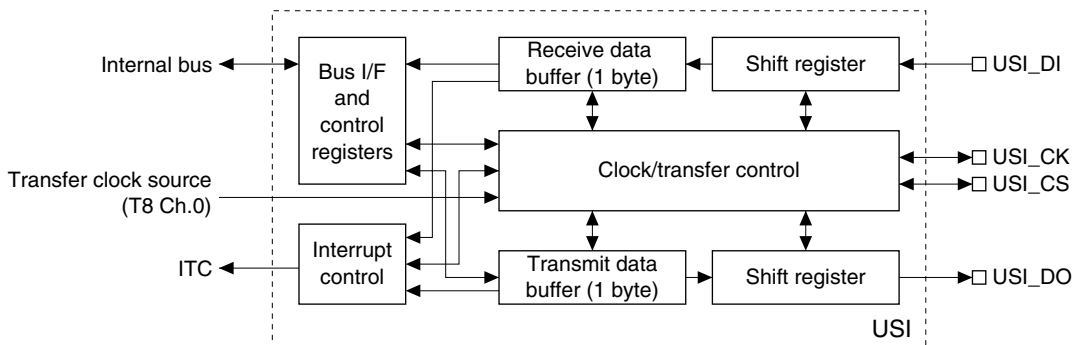 Internal bus
Transfer clock source
(T8 Ch.0)
ITC
Bus I/F
and
control
registers
Interrupt
control
Receive data
buffer (1 byte)
Shift register
Clock/transfer control
Transmit data
buffer (1 byte)
Shift register
USI_DI
USI_CK
USI_CS
USI_DO
USI